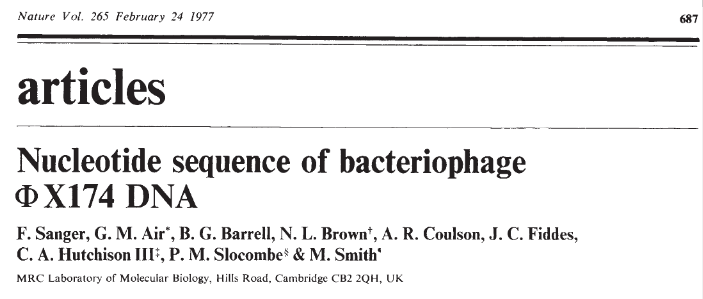 Nature Vol. 265 February 24 1977
687
articles
Nucleotide sequence of bacteriophage
ΦX174 DNA
F. Sanger, G. M. Air*, B. G. Barrell, N. L. Brown†, A. R. Coulson, J. C. Fiddes,
C. A. Hutchison III‡, P. M. Slocombe§ & M. Smith¶
MRC Laboratory of Molecular Biology, Hills Road, Cambridge CB2 2QH, UK